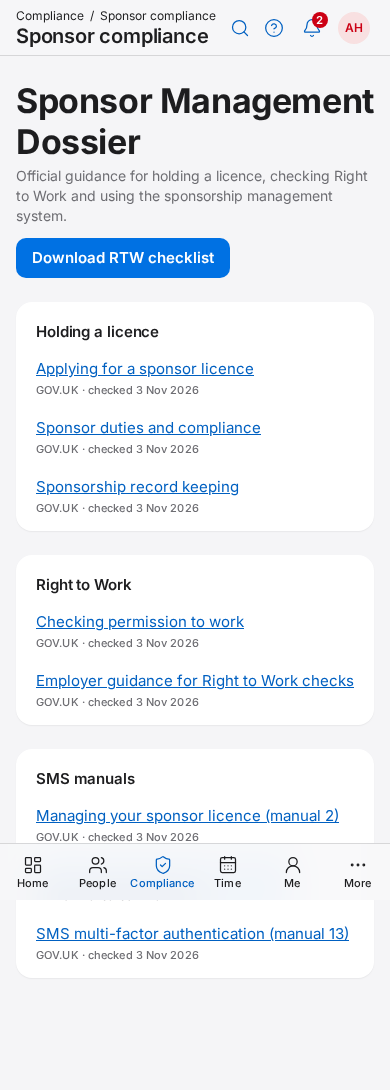 Compliance / Sponsor compliance
Sponsor compliance
2
AH
Sponsor Management
Dossier
Official guidance for holding a licence, checking Right
to Work and using the sponsorship management
system.
Download RTW checklist
Holding a licence
Applying for a sponsor licence
GOV.UK · checked 3 Nov 2026
Sponsor duties and compliance
GOV.UK · checked 3 Nov 2026
Sponsorship record keeping
GOV.UK · checked 3 Nov 2026
Right to Work
Checking permission to work
GOV.UK · checked 3 Nov 2026
Employer guidance for Right to Work checks
GOV.UK · checked 3 Nov 2026
SMS manuals
Managing your sponsor licence (manual 2)
GOV.UK · checked 3 Nov 2026
Home People Compliance Time Me More
SMS multi-factor authentication (manual 13)
GOV.UK · checked 3 Nov 2026